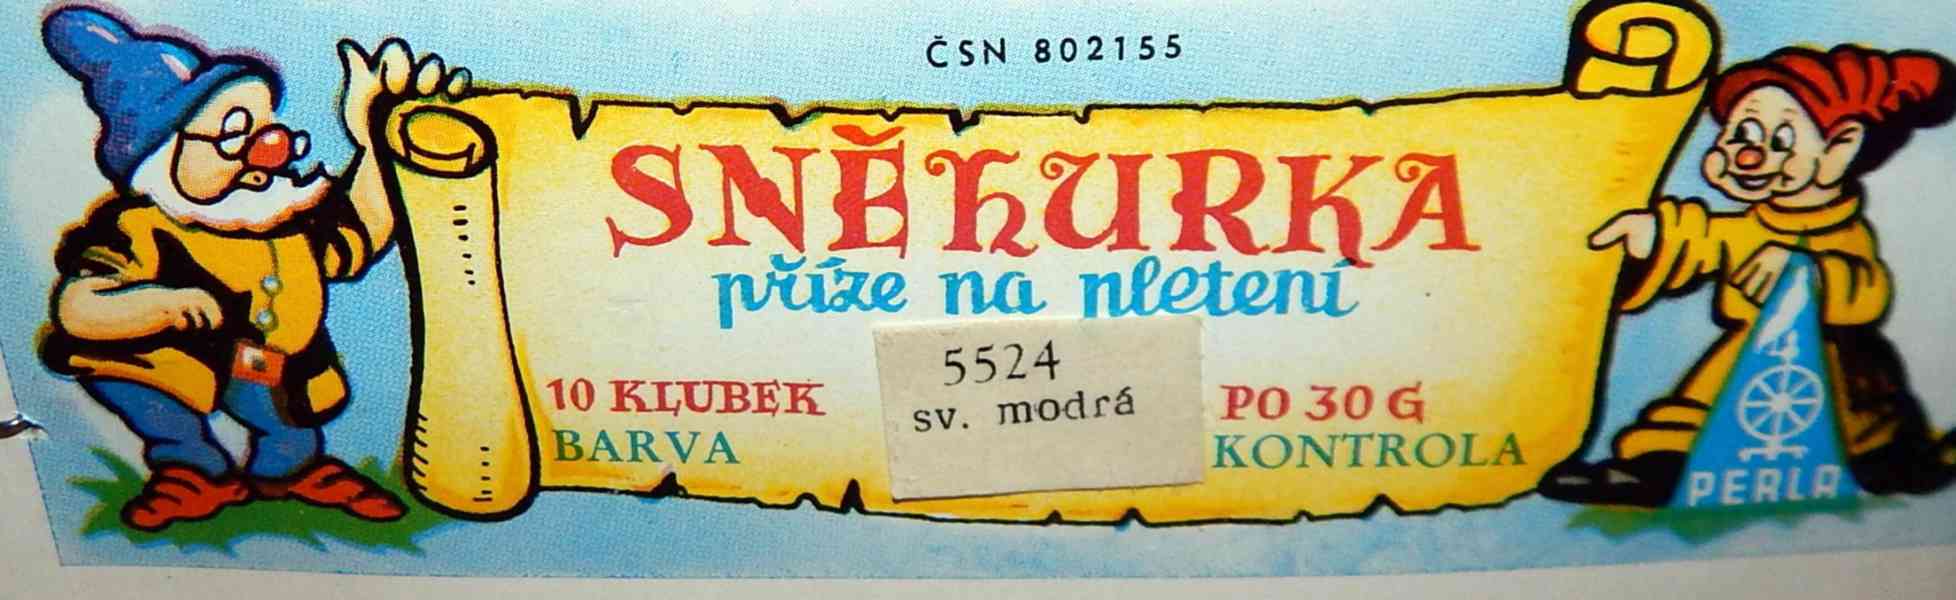 ČSN 802155
SNĚHURKA
příze na pletení
5524
sv. modrá
10 KLUBEK PO 30 G
BARVA KONTROLA
PERLA